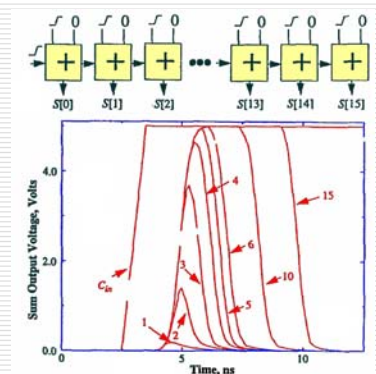 0 0 0 0 0 0
+ + + ••• + + +
S[0] S[1] S[2] S[13] S[14] S[15]
Sum Output Voltage, Volts
4.0
2.0
0.0
C_in
1
2
3
4
5
6
10
15
0 5 10
Time, ns